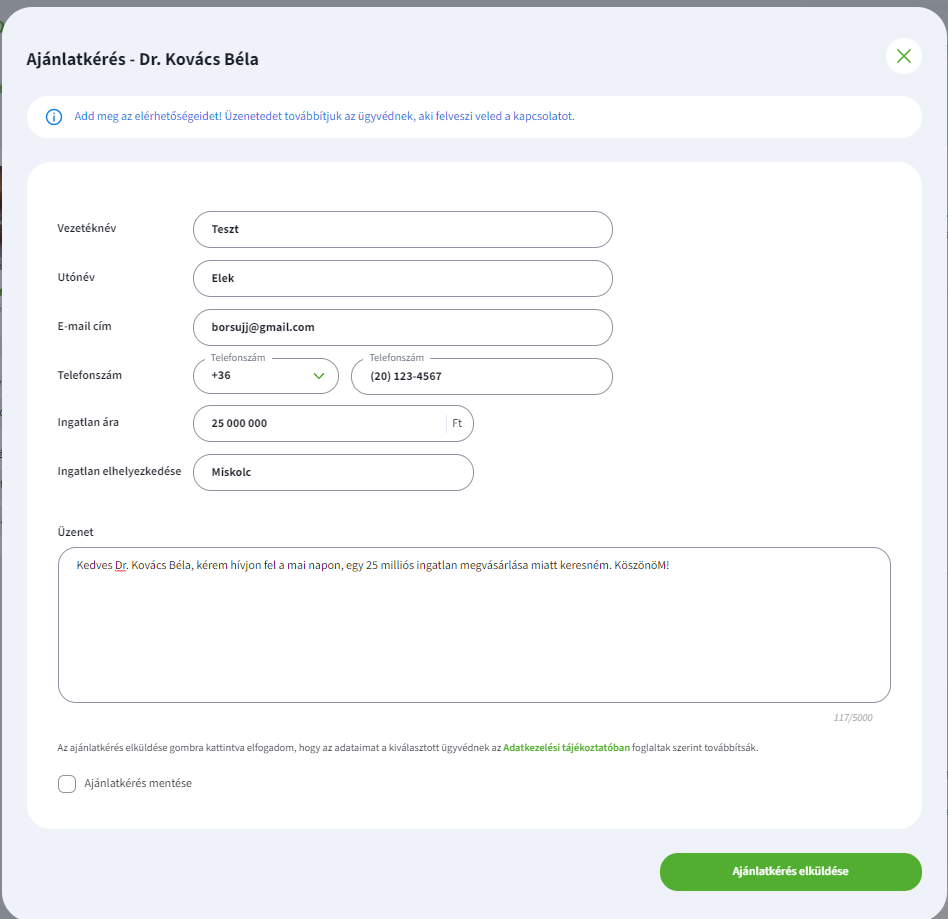 Ajánlatkérés - Dr. Kovács Béla
Add meg az elérhetőségeidet! Üzenetedet továbbítjuk az ügyvédnek, aki felveszi veled a kapcsolatot.
Vezetéknév
Teszt
Utónév
Elek
E-mail cím
borsujj@gmail.com
Telefonszám
Telefonszám
+36
Telefonszám
(20) 123-4567
Ingatlan ára
25 000 000
Ft
Ingatlan elhelyezkedése
Miskolc
Üzenet
Kedves Dr. Kovács Béla, kérem hívjon fel a mai napon, egy 25 milliós ingatlan megvásárlása miatt keresném. KöszönöM!
117/5000
Az ajánlatkérés elküldése gombra kattintva elfogadom, hogy az adataimat a kiválasztott ügyvédnek az Adatkezelési tájékoztatóban foglaltak szerint továbbítsák.
Ajánlatkérés mentése
Ajánlatkérés elküldése